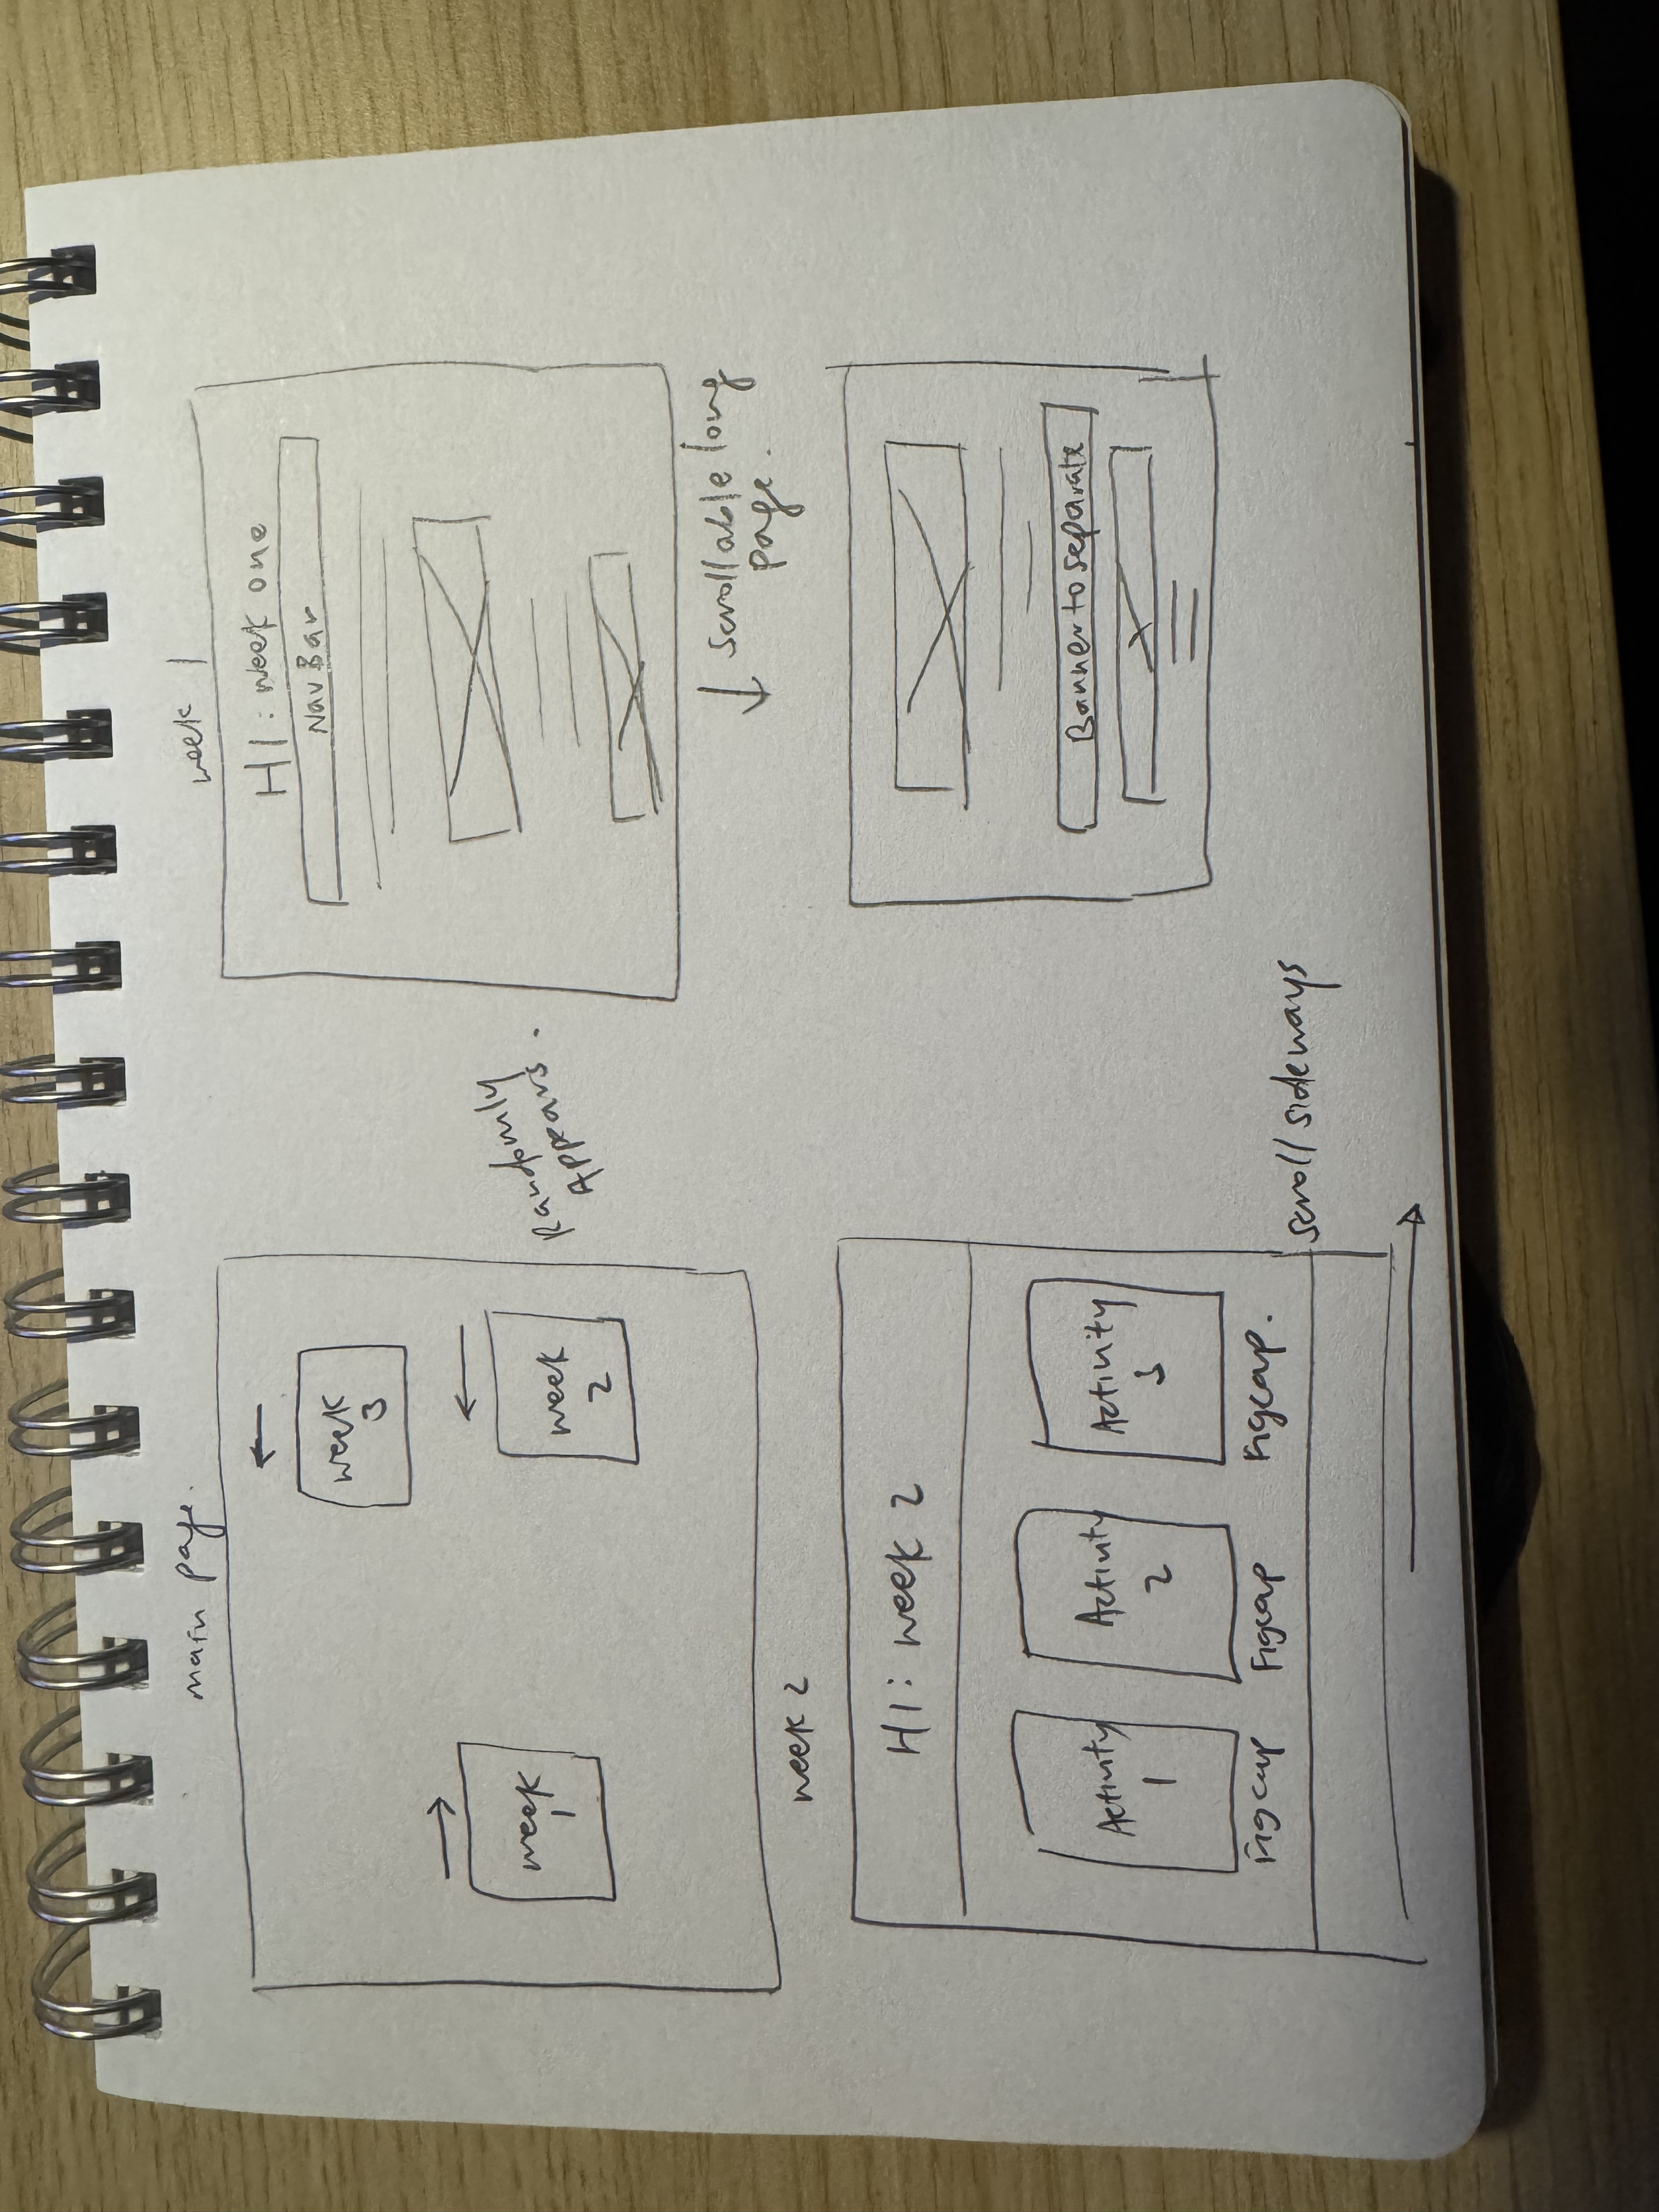 main page.
week
3
week
1
week
2
Randomly
Appears.
week 1
H1: week one
Nav Bar
↓ scrollable long
page.
Banner to separate
week 2
H1: week 2
Activity
1
Activity
2
Activity
3
Figcap
Figcap
Figcap.
scroll sideways